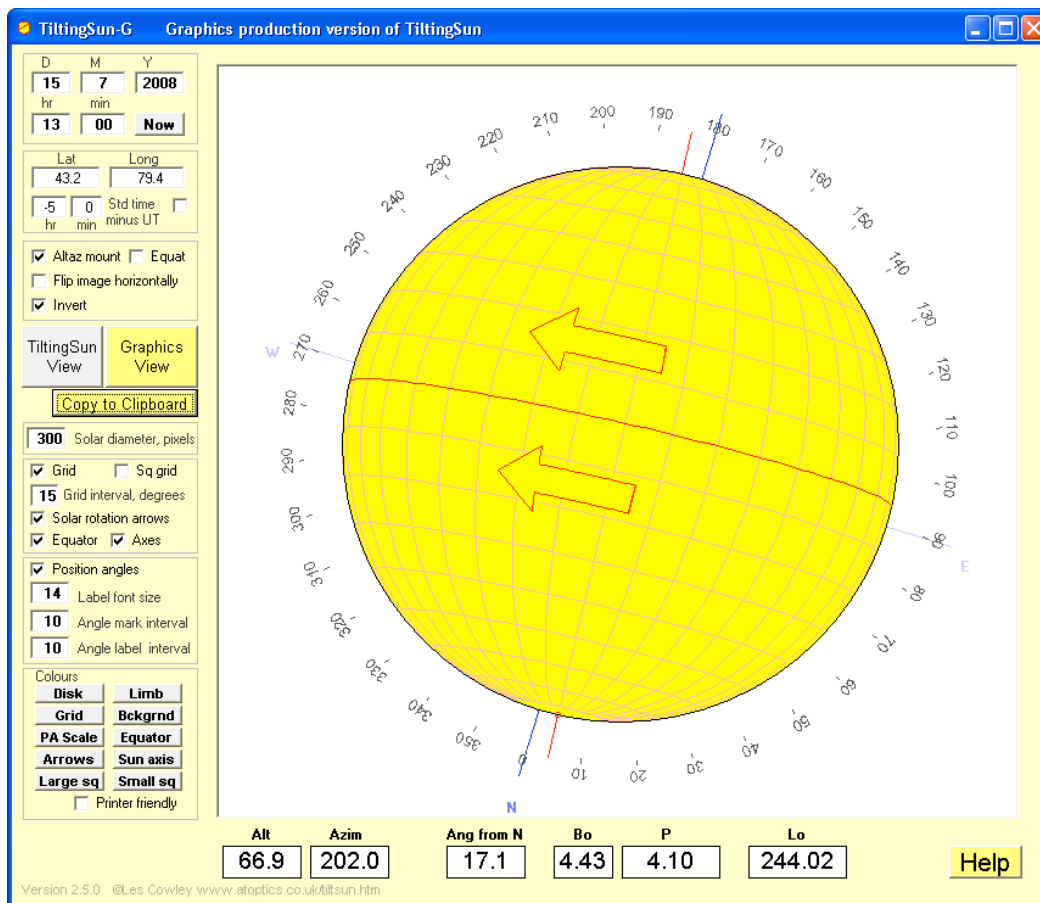 TiltingSun-G Graphics production version of TiltingSun
D M Y
15 7 2008
hr min
13 00 Now
Lat Long
43.2 79.4
-5 0 Std time
hr min minus UT
Altaz mount Equat
Flip image horizontally
Invert
TiltingSun View
Graphics View
Copy to Clipboard
300 Solar diameter, pixels
Grid Sq grid
15 Grid interval, degrees
Solar rotation arrows
Equator Axes
Position angles
14 Label font size
10 Angle mark interval
10 Angle label interval
Colours
Disk Limb
Grid Bckgrnd
PA Scale Equator
Arrows Sun axis
Large sq Small sq
Printer friendly
180
170
160
150
140
130
120
110
100
90
E
80
70
60
50
40
30
20
10
0
N
350
340
330
320
310
300
290
280
270
W
260
250
240
230
220
210
200
190
Alt Azim Ang from N Bo P Lo
66.9 202.0 17.1 4.43 4.10 244.02
Help
Version 2.5.0 ©Les Cowley www.atoptics.co.uk/tiltsun.htm